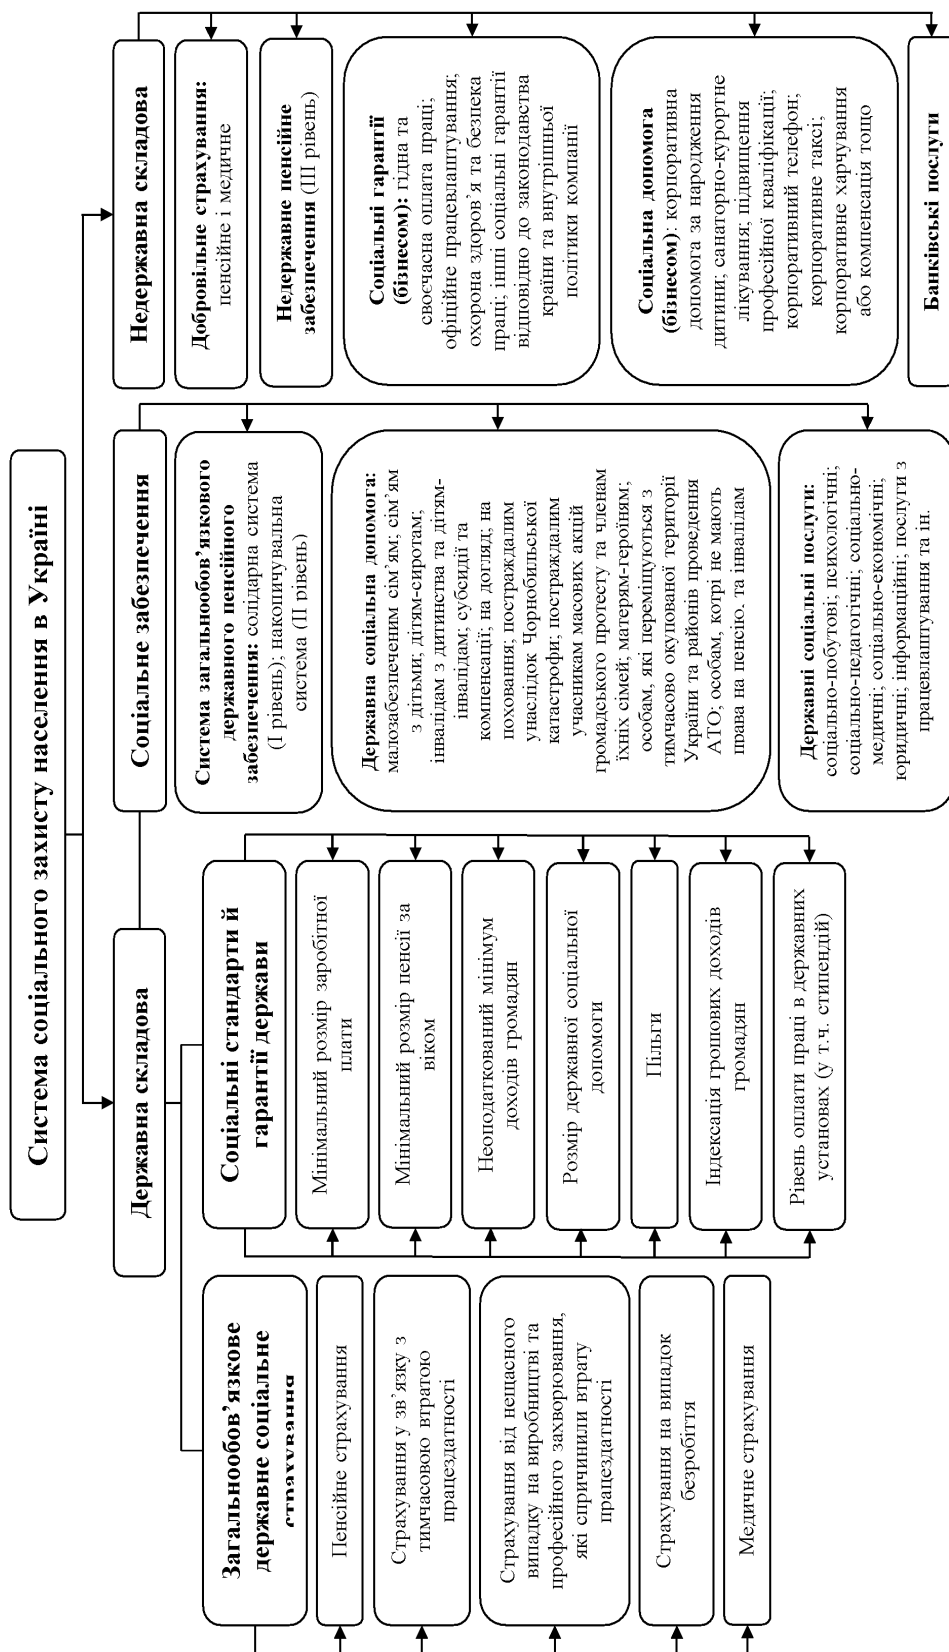 Система соціального захисту населення в Україні
Державна складова
Загальнообов’язкове
державне соціальне
страхування
Пенсійне страхування
Страхування у зв’язку з
тимчасовою втратою
працездатності
Страхування від нещасного
випадку на виробництві та
професійного захворювання,
які спричинили втрату
працездатності
Страхування на випадок
безробіття
Медичне страхування
Соціальні стандарти й
гарантії держави
Мінімальний розмір заробітної
плати
Мінімальний розмір пенсії за
віком
Неоподаткований мінімум
доходів громадян
Розмір державної соціальної
допомоги
Пільги
Індексація грошових доходів
громадян
Рівень оплати праці в державних
установах (у т.ч. стипендій)
Соціальне забезпечення
Система загальнообов’язкового
державного пенсійного
забезпечення: солідарна система
(І рівень); накопичувальна
система (ІІ рівень)
Державна соціальна допомога:
малозабезпеченим сім’ям; сім’ям
з дітьми; дітям-сиротам;
інвалідам з дитинства та дітям-
інвалідам; субсидії та
компенсації; на догляд; на
поховання; постраждалим
унаслідок Чорнобильської
катастрофи; постраждалим
учасникам масових акцій
громадського протесту та членам
їхніх сімей; матерям-героїням;
особам, які переміщуються з
тимчасово окупованої території
України та районів проведення
АТО; особам, котрі не мають
права на пенсію. та інвалідам
Державні соціальні послуги:
соціально-побутові; психологічні;
соціально-педагогічні; соціально-
медичні; соціально-економічні;
юридичні; інформаційні; послуги з
працевлаштування та ін.
Недержавна складова
Добровільне страхування:
пенсійне і медичне
Недержавне пенсійне
забезпечення (ІІІ рівень)
Соціальні гарантії
(бізнесом): гідна та
своєчасна оплата праці;
офіційне працевлаштування;
охорона здоров’я та безпека
праці; інші соціальні гарантії
відповідно до законодавства
країни та внутрішньої
політики компанії
Соціальна допомога
(бізнесом): корпоративна
допомога за народження
дитини; санаторно-курортне
лікування; підвищення
професійної кваліфікації;
корпоративний телефон;
корпоративне таксі;
корпоративне харчування
або компенсація тощо
Банківські послуги